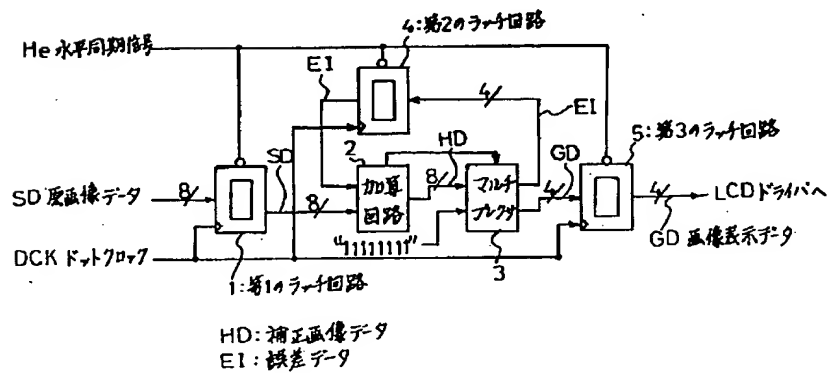 4:第2のラッチ回路
He 水平同期信号
EI
4
EI
5:第3のラッチ回路
2
HD
GD
SD
加算
回路
8
マルチ
プレクサ
4
4
SD 原画像データ
8
8
LCDドライバへ
GD 画像表示データ
"11111111"
3
DCK ドットクロック
1:第1のラッチ回路
HD:補正画像データ
EI:誤差データ